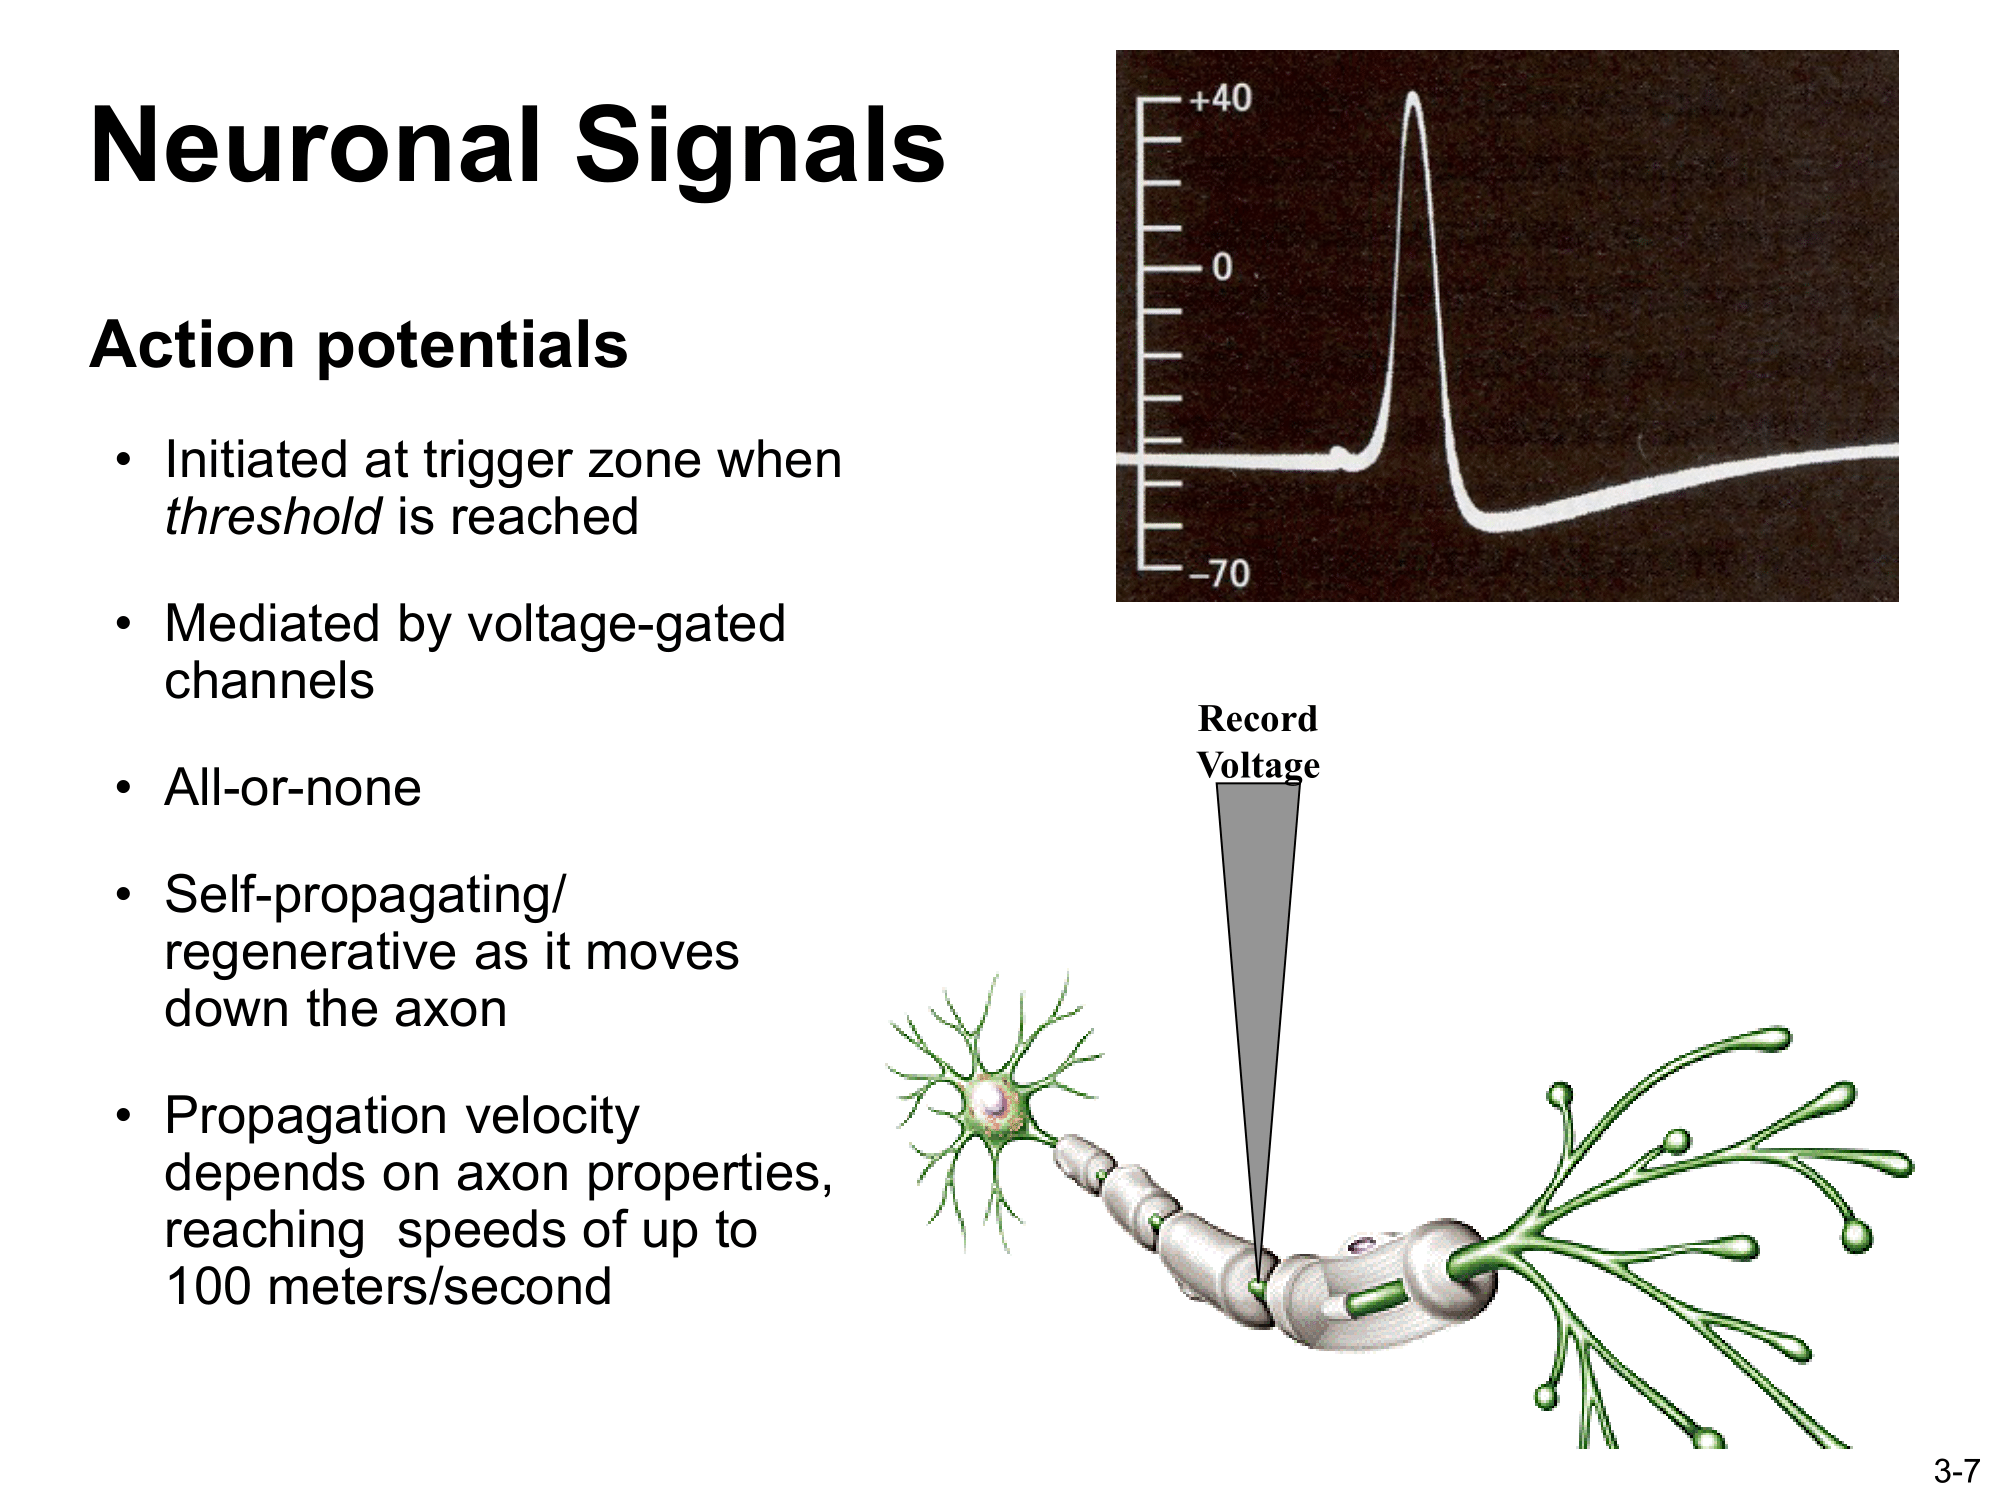 Neuronal Signals
Action potentials
• Initiated at trigger zone when
threshold is reached
• Mediated by voltage-gated
channels
• All-or-none
• Self-propagating/
regenerative as it moves
down the axon
• Propagation velocity
depends on axon properties,
reaching  speeds of up to
100 meters/second
+40
0
–70
Record
Voltage
3-7